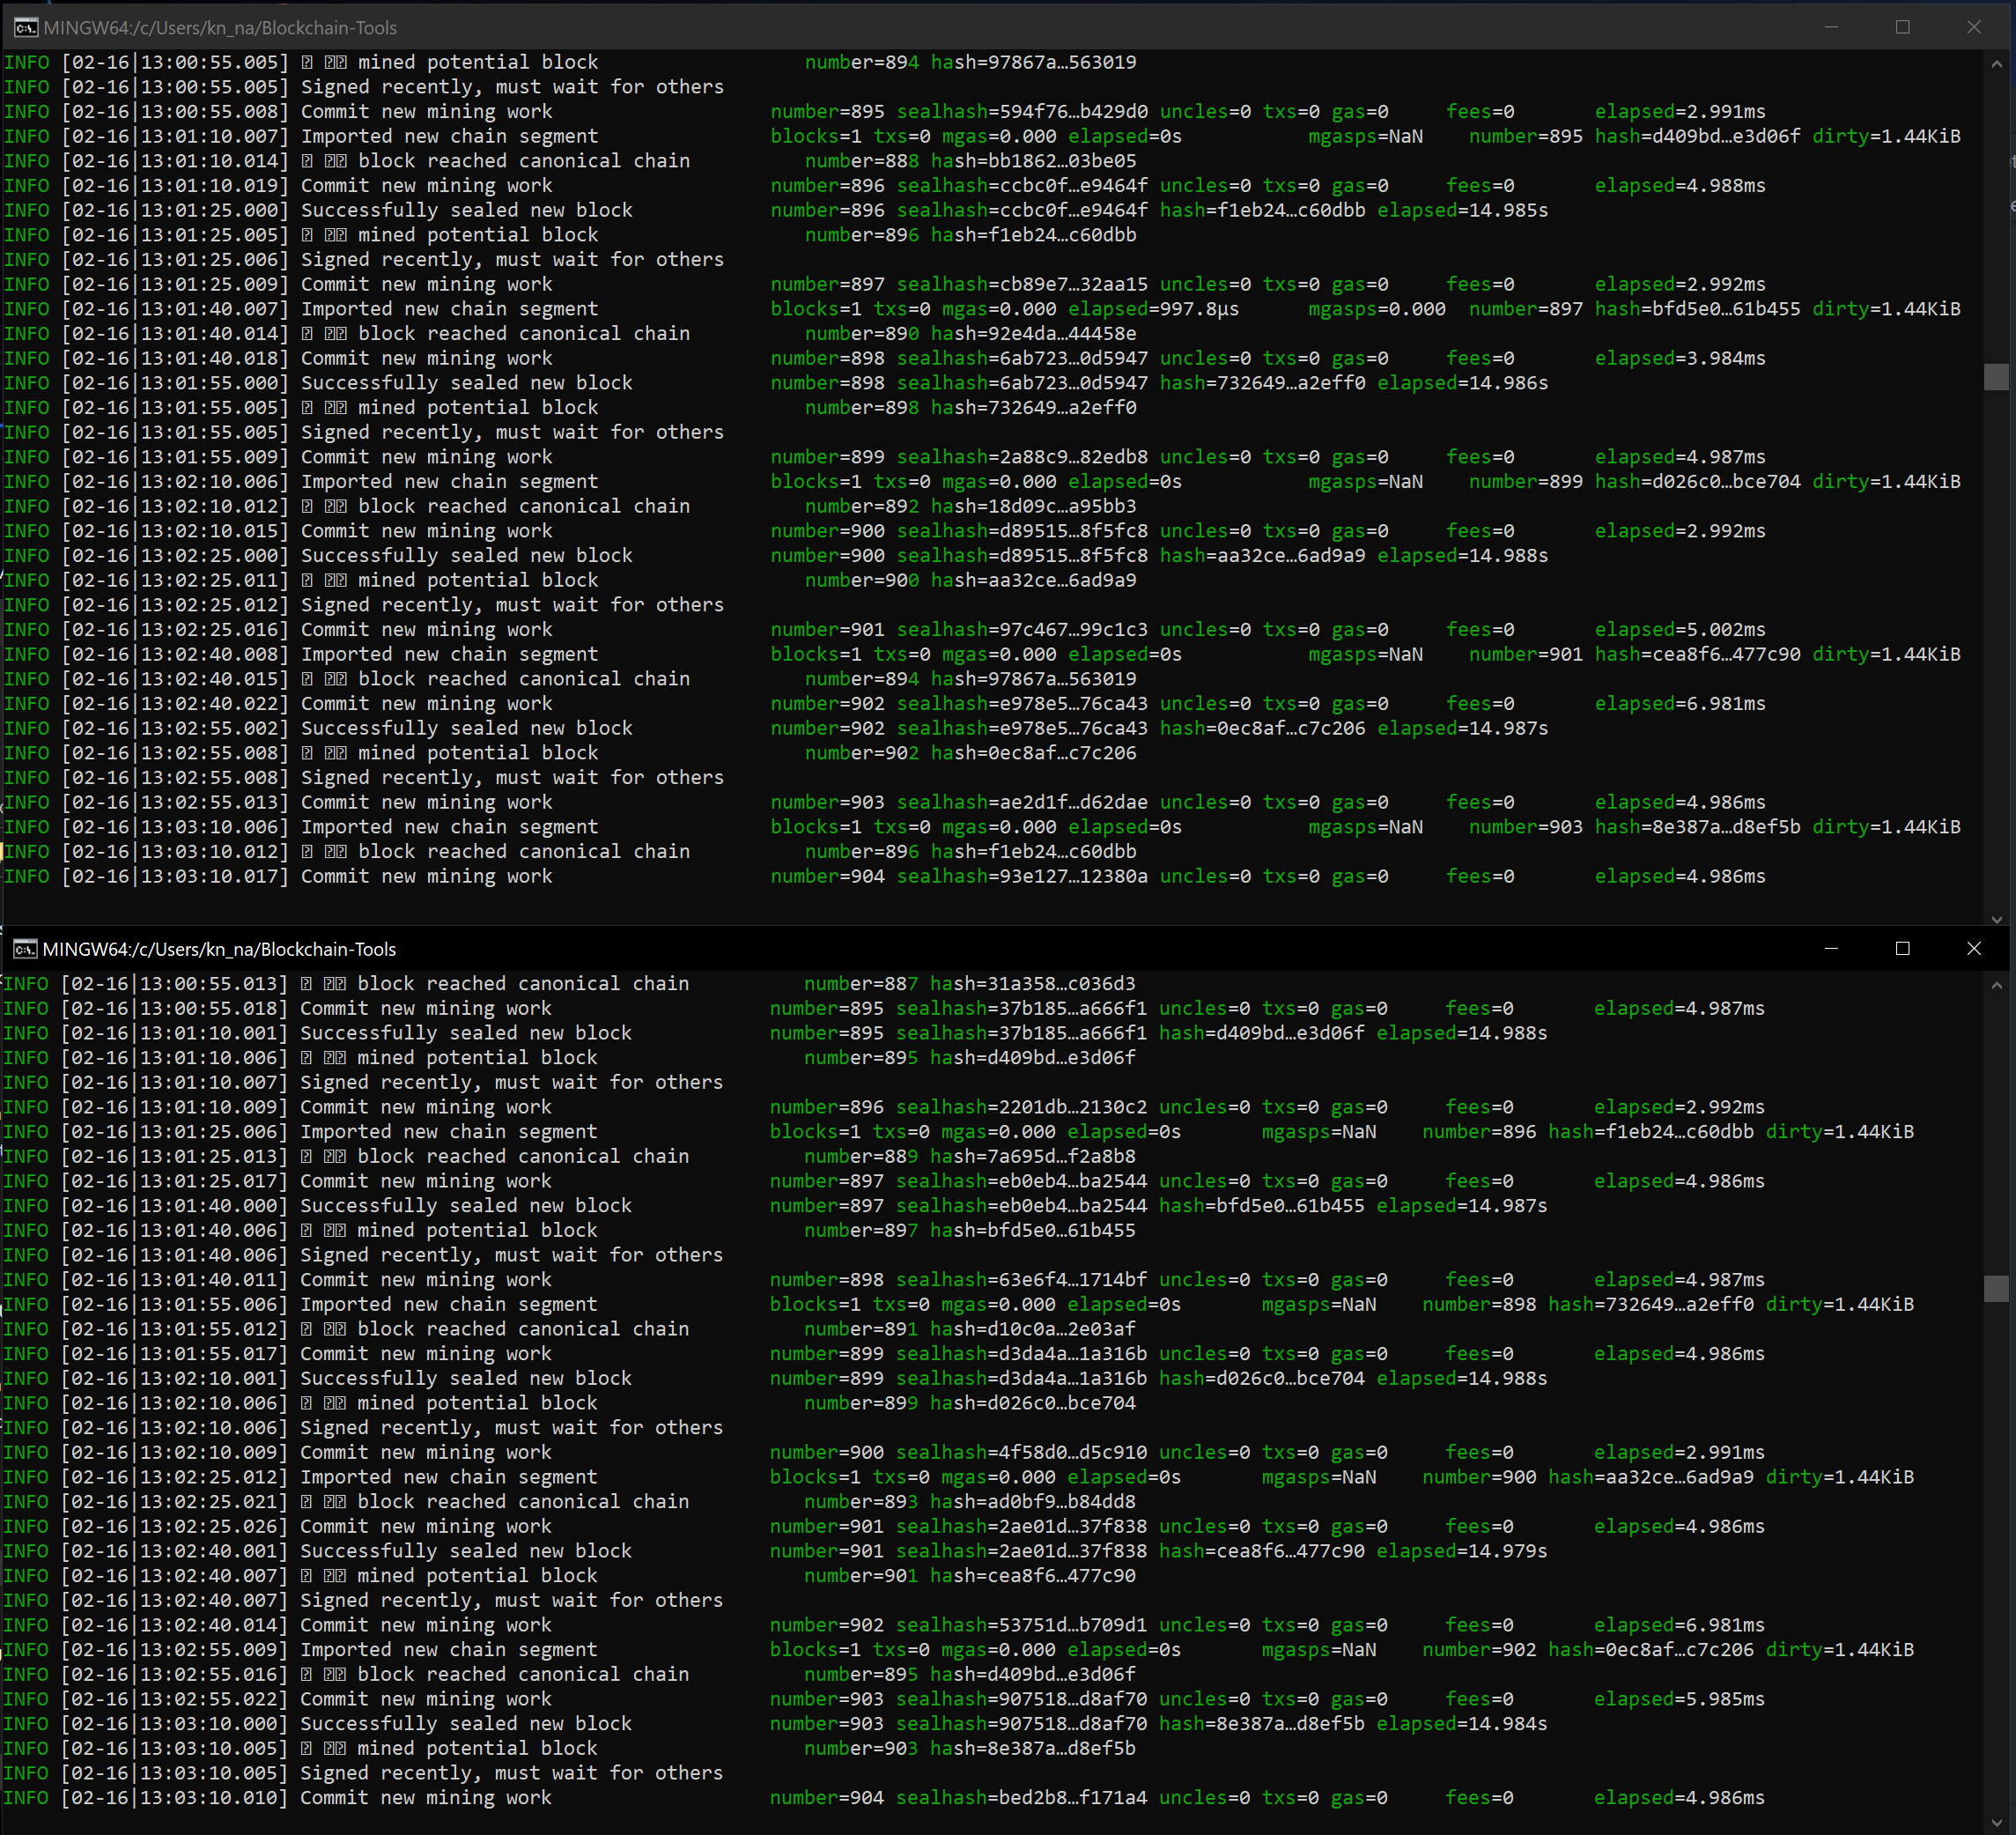 MINGW64:/c/Users/kn_na/Blockchain-Tools
INFO [02-16|13:00:55.005] mined potential block number=894 hash=97867a…563019
INFO [02-16|13:00:55.005] Signed recently, must wait for others
INFO [02-16|13:00:55.008] Commit new mining work number=895 sealhash=594f76…b429d0 uncles=0 txs=0 gas=0 fees=0 elapsed=2.991ms
INFO [02-16|13:01:10.007] Imported new chain segment blocks=1 txs=0 mgas=0.000 elapsed=0s mgasps=NaN number=895 hash=d409bd…e3d06f dirty=1.44KiB
INFO [02-16|13:01:10.014] block reached canonical chain number=888 hash=bb1862…03be05
INFO [02-16|13:01:10.019] Commit new mining work number=896 sealhash=ccbc0f…e9464f uncles=0 txs=0 gas=0 fees=0 elapsed=4.988ms
INFO [02-16|13:01:25.000] Successfully sealed new block number=896 sealhash=ccbc0f…e9464f hash=f1eb24…c60dbb elapsed=14.985s
INFO [02-16|13:01:25.005] mined potential block number=896 hash=f1eb24…c60dbb
INFO [02-16|13:01:25.006] Signed recently, must wait for others
INFO [02-16|13:01:25.009] Commit new mining work number=897 sealhash=cb89e7…32aa15 uncles=0 txs=0 gas=0 fees=0 elapsed=2.992ms
INFO [02-16|13:01:40.007] Imported new chain segment blocks=1 txs=0 mgas=0.000 elapsed=997.8µs mgasps=0.000 number=897 hash=bfd5e0…61b455 dirty=1.44KiB
INFO [02-16|13:01:40.014] block reached canonical chain number=890 hash=92e4da…44458e
INFO [02-16|13:01:40.018] Commit new mining work number=898 sealhash=6ab723…0d5947 uncles=0 txs=0 gas=0 fees=0 elapsed=3.984ms
INFO [02-16|13:01:55.000] Successfully sealed new block number=898 sealhash=6ab723…0d5947 hash=732649…a2eff0 elapsed=14.986s
INFO [02-16|13:01:55.005] mined potential block number=898 hash=732649…a2eff0
INFO [02-16|13:01:55.005] Signed recently, must wait for others
INFO [02-16|13:01:55.009] Commit new mining work number=899 sealhash=2a88c9…82edb8 uncles=0 txs=0 gas=0 fees=0 elapsed=4.987ms
INFO [02-16|13:02:10.006] Imported new chain segment blocks=1 txs=0 mgas=0.000 elapsed=0s mgasps=NaN number=899 hash=d026c0…bce704 dirty=1.44KiB
INFO [02-16|13:02:10.012] block reached canonical chain number=892 hash=18d09c…a95bb3
INFO [02-16|13:02:10.015] Commit new mining work number=900 sealhash=d89515…8f5fc8 uncles=0 txs=0 gas=0 fees=0 elapsed=2.992ms
INFO [02-16|13:02:25.000] Successfully sealed new block number=900 sealhash=d89515…8f5fc8 hash=aa32ce…6ad9a9 elapsed=14.988s
INFO [02-16|13:02:25.011] mined potential block number=900 hash=aa32ce…6ad9a9
INFO [02-16|13:02:25.012] Signed recently, must wait for others
INFO [02-16|13:02:25.016] Commit new mining work number=901 sealhash=97c467…99c1c3 uncles=0 txs=0 gas=0 fees=0 elapsed=5.002ms
INFO [02-16|13:02:40.008] Imported new chain segment blocks=1 txs=0 mgas=0.000 elapsed=0s mgasps=NaN number=901 hash=cea8f6…477c90 dirty=1.44KiB
INFO [02-16|13:02:40.015] block reached canonical chain number=894 hash=97867a…563019
INFO [02-16|13:02:40.022] Commit new mining work number=902 sealhash=e978e5…76ca43 uncles=0 txs=0 gas=0 fees=0 elapsed=6.981ms
INFO [02-16|13:02:55.002] Successfully sealed new block number=902 sealhash=e978e5…76ca43 hash=0ec8af…c7c206 elapsed=14.987s
INFO [02-16|13:02:55.008] mined potential block number=902 hash=0ec8af…c7c206
INFO [02-16|13:02:55.008] Signed recently, must wait for others
INFO [02-16|13:02:55.013] Commit new mining work number=903 sealhash=ae2d1f…d62dae uncles=0 txs=0 gas=0 fees=0 elapsed=4.986ms
INFO [02-16|13:03:10.006] Imported new chain segment blocks=1 txs=0 mgas=0.000 elapsed=0s mgasps=NaN number=903 hash=8e387a…d8ef5b dirty=1.44KiB
INFO [02-16|13:03:10.012] block reached canonical chain number=896 hash=f1eb24…c60dbb
INFO [02-16|13:03:10.017] Commit new mining work number=904 sealhash=93e127…12380a uncles=0 txs=0 gas=0 fees=0 elapsed=4.986ms
MINGW64:/c/Users/kn_na/Blockchain-Tools
INFO [02-16|13:00:55.013] block reached canonical chain number=887 hash=31a358…c036d3
INFO [02-16|13:00:55.018] Commit new mining work number=895 sealhash=37b185…a666f1 uncles=0 txs=0 gas=0 fees=0 elapsed=4.987ms
INFO [02-16|13:01:10.001] Successfully sealed new block number=895 sealhash=37b185…a666f1 hash=d409bd…e3d06f elapsed=14.988s
INFO [02-16|13:01:10.006] mined potential block number=895 hash=d409bd…e3d06f
INFO [02-16|13:01:10.007] Signed recently, must wait for others
INFO [02-16|13:01:10.009] Commit new mining work number=896 sealhash=2201db…2130c2 uncles=0 txs=0 gas=0 fees=0 elapsed=2.992ms
INFO [02-16|13:01:25.006] Imported new chain segment blocks=1 txs=0 mgas=0.000 elapsed=0s mgasps=NaN number=896 hash=f1eb24…c60dbb dirty=1.44KiB
INFO [02-16|13:01:25.013] block reached canonical chain number=889 hash=7a695d…f2a8b8
INFO [02-16|13:01:25.017] Commit new mining work number=897 sealhash=eb0eb4…ba2544 uncles=0 txs=0 gas=0 fees=0 elapsed=4.986ms
INFO [02-16|13:01:40.000] Successfully sealed new block number=897 sealhash=eb0eb4…ba2544 hash=bfd5e0…61b455 elapsed=14.987s
INFO [02-16|13:01:40.006] mined potential block number=897 hash=bfd5e0…61b455
INFO [02-16|13:01:40.006] Signed recently, must wait for others
INFO [02-16|13:01:40.011] Commit new mining work number=898 sealhash=63e6f4…1714bf uncles=0 txs=0 gas=0 fees=0 elapsed=4.987ms
INFO [02-16|13:01:55.006] Imported new chain segment blocks=1 txs=0 mgas=0.000 elapsed=0s mgasps=NaN number=898 hash=732649…a2eff0 dirty=1.44KiB
INFO [02-16|13:01:55.012] block reached canonical chain number=891 hash=d10c0a…2e03af
INFO [02-16|13:01:55.017] Commit new mining work number=899 sealhash=d3da4a…1a316b uncles=0 txs=0 gas=0 fees=0 elapsed=4.986ms
INFO [02-16|13:02:10.001] Successfully sealed new block number=899 sealhash=d3da4a…1a316b hash=d026c0…bce704 elapsed=14.988s
INFO [02-16|13:02:10.006] mined potential block number=899 hash=d026c0…bce704
INFO [02-16|13:02:10.006] Signed recently, must wait for others
INFO [02-16|13:02:10.009] Commit new mining work number=900 sealhash=4f58d0…d5c910 uncles=0 txs=0 gas=0 fees=0 elapsed=2.991ms
INFO [02-16|13:02:25.012] Imported new chain segment blocks=1 txs=0 mgas=0.000 elapsed=0s mgasps=NaN number=900 hash=aa32ce…6ad9a9 dirty=1.44KiB
INFO [02-16|13:02:25.021] block reached canonical chain number=893 hash=ad0bf9…b84dd8
INFO [02-16|13:02:25.026] Commit new mining work number=901 sealhash=2ae01d…37f838 uncles=0 txs=0 gas=0 fees=0 elapsed=4.986ms
INFO [02-16|13:02:40.001] Successfully sealed new block number=901 sealhash=2ae01d…37f838 hash=cea8f6…477c90 elapsed=14.979s
INFO [02-16|13:02:40.007] mined potential block number=901 hash=cea8f6…477c90
INFO [02-16|13:02:40.007] Signed recently, must wait for others
INFO [02-16|13:02:40.014] Commit new mining work number=902 sealhash=53751d…b709d1 uncles=0 txs=0 gas=0 fees=0 elapsed=6.981ms
INFO [02-16|13:02:55.009] Imported new chain segment blocks=1 txs=0 mgas=0.000 elapsed=0s mgasps=NaN number=902 hash=0ec8af…c7c206 dirty=1.44KiB
INFO [02-16|13:02:55.016] block reached canonical chain number=895 hash=d409bd…e3d06f
INFO [02-16|13:02:55.022] Commit new mining work number=903 sealhash=907518…d8af70 uncles=0 txs=0 gas=0 fees=0 elapsed=5.985ms
INFO [02-16|13:03:10.000] Successfully sealed new block number=903 sealhash=907518…d8af70 hash=8e387a…d8ef5b elapsed=14.984s
INFO [02-16|13:03:10.005] mined potential block number=903 hash=8e387a…d8ef5b
INFO [02-16|13:03:10.005] Signed recently, must wait for others
INFO [02-16|13:03:10.010] Commit new mining work number=904 sealhash=bed2b8…f171a4 uncles=0 txs=0 gas=0 fees=0 elapsed=4.986ms